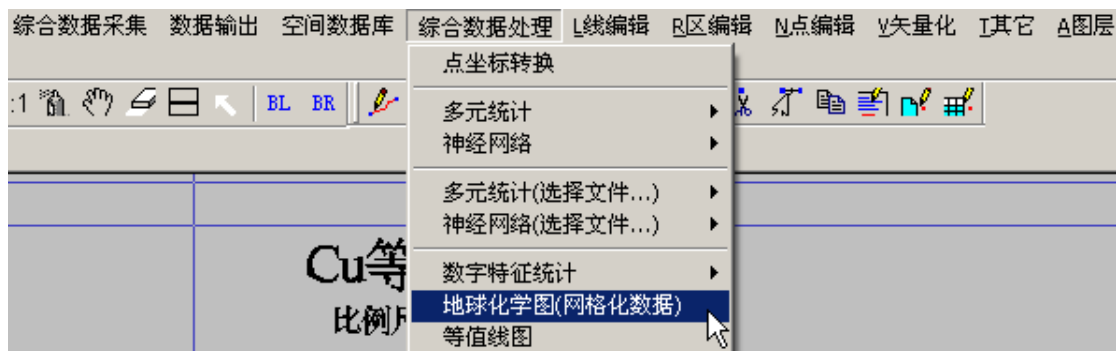 综合数据采集 数据输出 空间数据库 综合数据处理 L线编辑 R区编辑 N点编辑 V矢量化 I其它 A图层
点坐标转换
:1 BL BR
多元统计
神经网络
多元统计(选择文件...)
神经网络(选择文件...)
Cu等
数字特征统计
地球化学图(网格化数据)
比例
等值线图